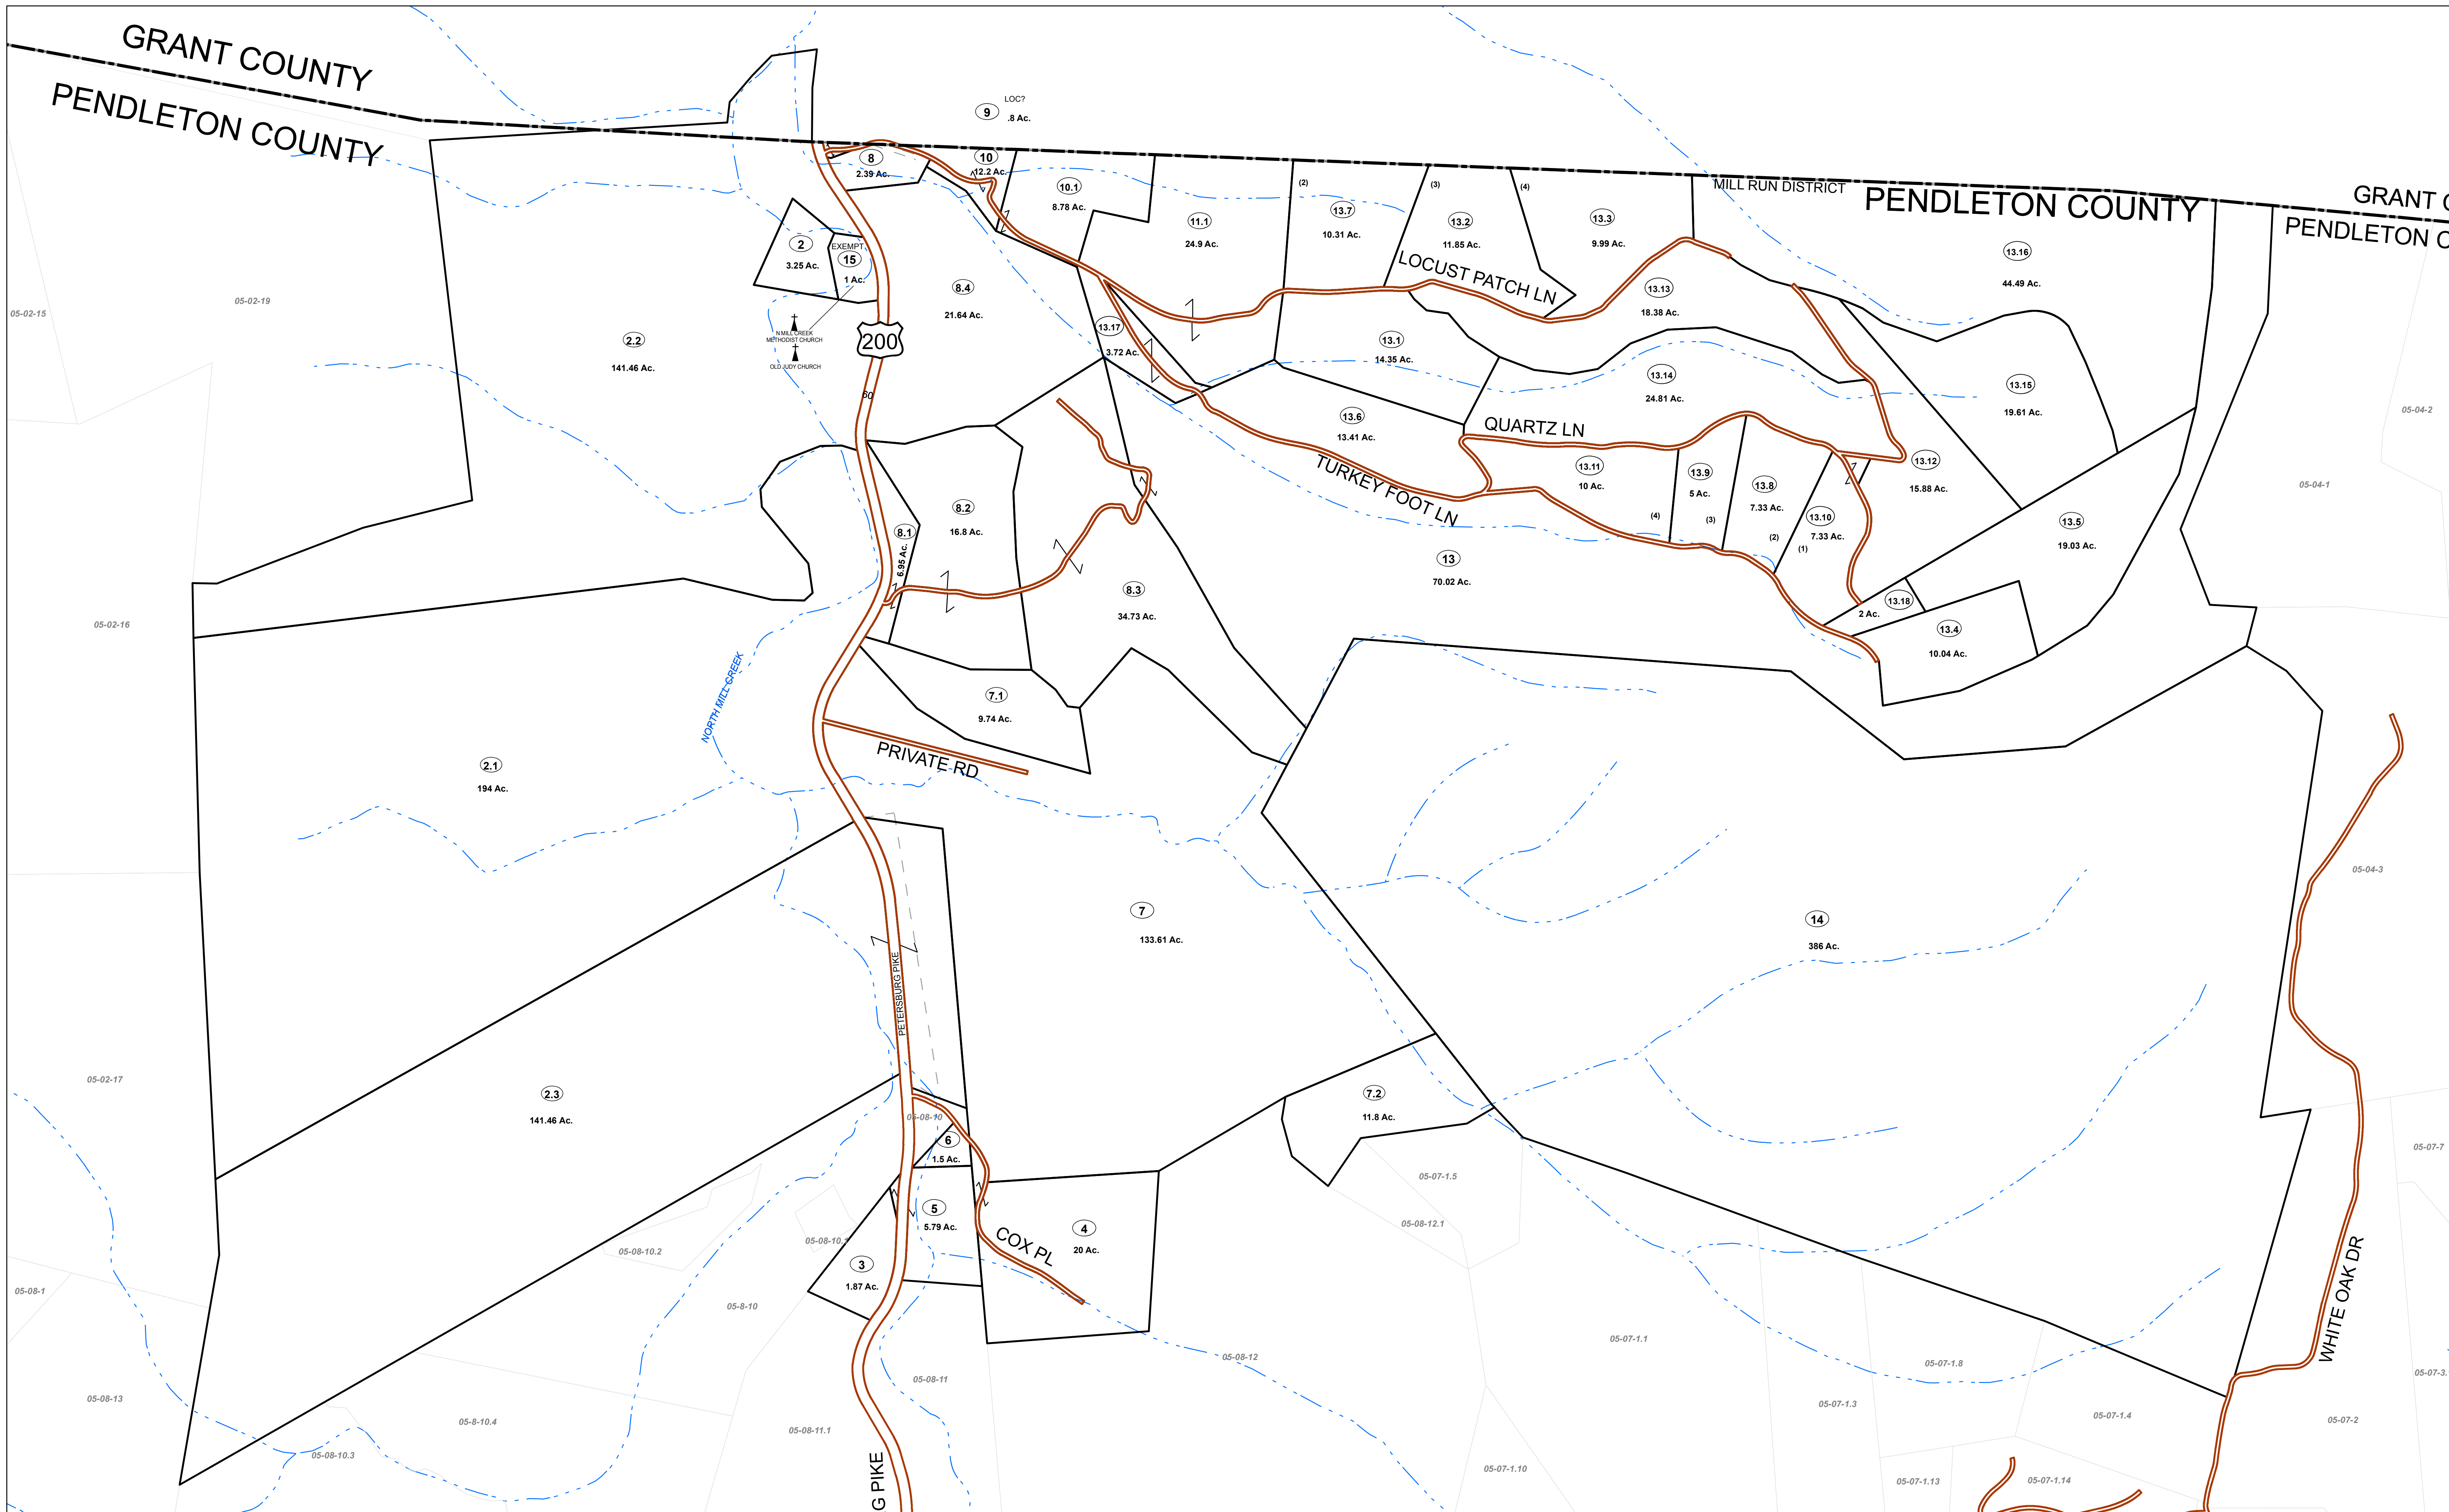 GRANT COUNTY
PENDLETON COUNTY
LOC?
9
.8 Ac.
8
2.39 Ac.
10
12.2 Ac.
10.1
8.78 Ac.
11.1
24.9 Ac.
(2)
13.7
10.31 Ac.
(3)
13.2
11.85 Ac.
(4)
13.3
9.99 Ac.
MILL RUN DISTRICT
PENDLETON COUNTY
GRANT C
PENDLETON C
13.16
44.49 Ac.
2
3.25 Ac.
EXEMPT
15
1 Ac.
8.4
21.64 Ac.
LOCUST PATCH LN
13.13
18.38 Ac.
05-02-15
05-02-19
2.2
141.46 Ac.
N MILL CREEK
METHODIST CHURCH
OLD JUDY CHURCH
200
60
13.17
3.72 Ac.
13.1
14.35 Ac.
13.14
24.81 Ac.
13.15
19.61 Ac.
05-04-2
13.6
13.41 Ac.
QUARTZ LN
TURKEY FOOT LN
13.11
10 Ac.
(4)
13.9
5 Ac.
(3)
13.8
7.33 Ac.
(2)
13.10
7.33 Ac.
(1)
13.12
15.88 Ac.
13.5
19.03 Ac.
05-04-1
8.1
6.95 Ac.
8.2
16.8 Ac.
8.3
34.73 Ac.
13
70.02 Ac.
13.18
2 Ac.
13.4
10.04 Ac.
05-02-16
NORTH MILL CREEK
7.1
9.74 Ac.
PRIVATE RD
2.1
194 Ac.
7
133.61 Ac.
14
386 Ac.
05-04-3
PETERSBURG PIKE
05-02-17
2.3
141.46 Ac.
05-08-10
6
1.5 Ac.
7.2
11.8 Ac.
05-07-1.5
05-07-7
5
5.79 Ac.
4
20 Ac.
COX PL
05-08-12.1
05-08-10.2
05-08-10.1
3
1.87 Ac.
05-08-1
05-8-10
WHITE OAK DR
05-07-1.1
05-08-12
05-07-1.8
05-07-3.
05-08-11
05-08-13
05-8-10.4
05-08-11.1
05-07-1.3
05-07-1.4
05-07-2
05-08-10.3
05-07-1.10
05-07-1.13
05-07-1.14
G PIKE